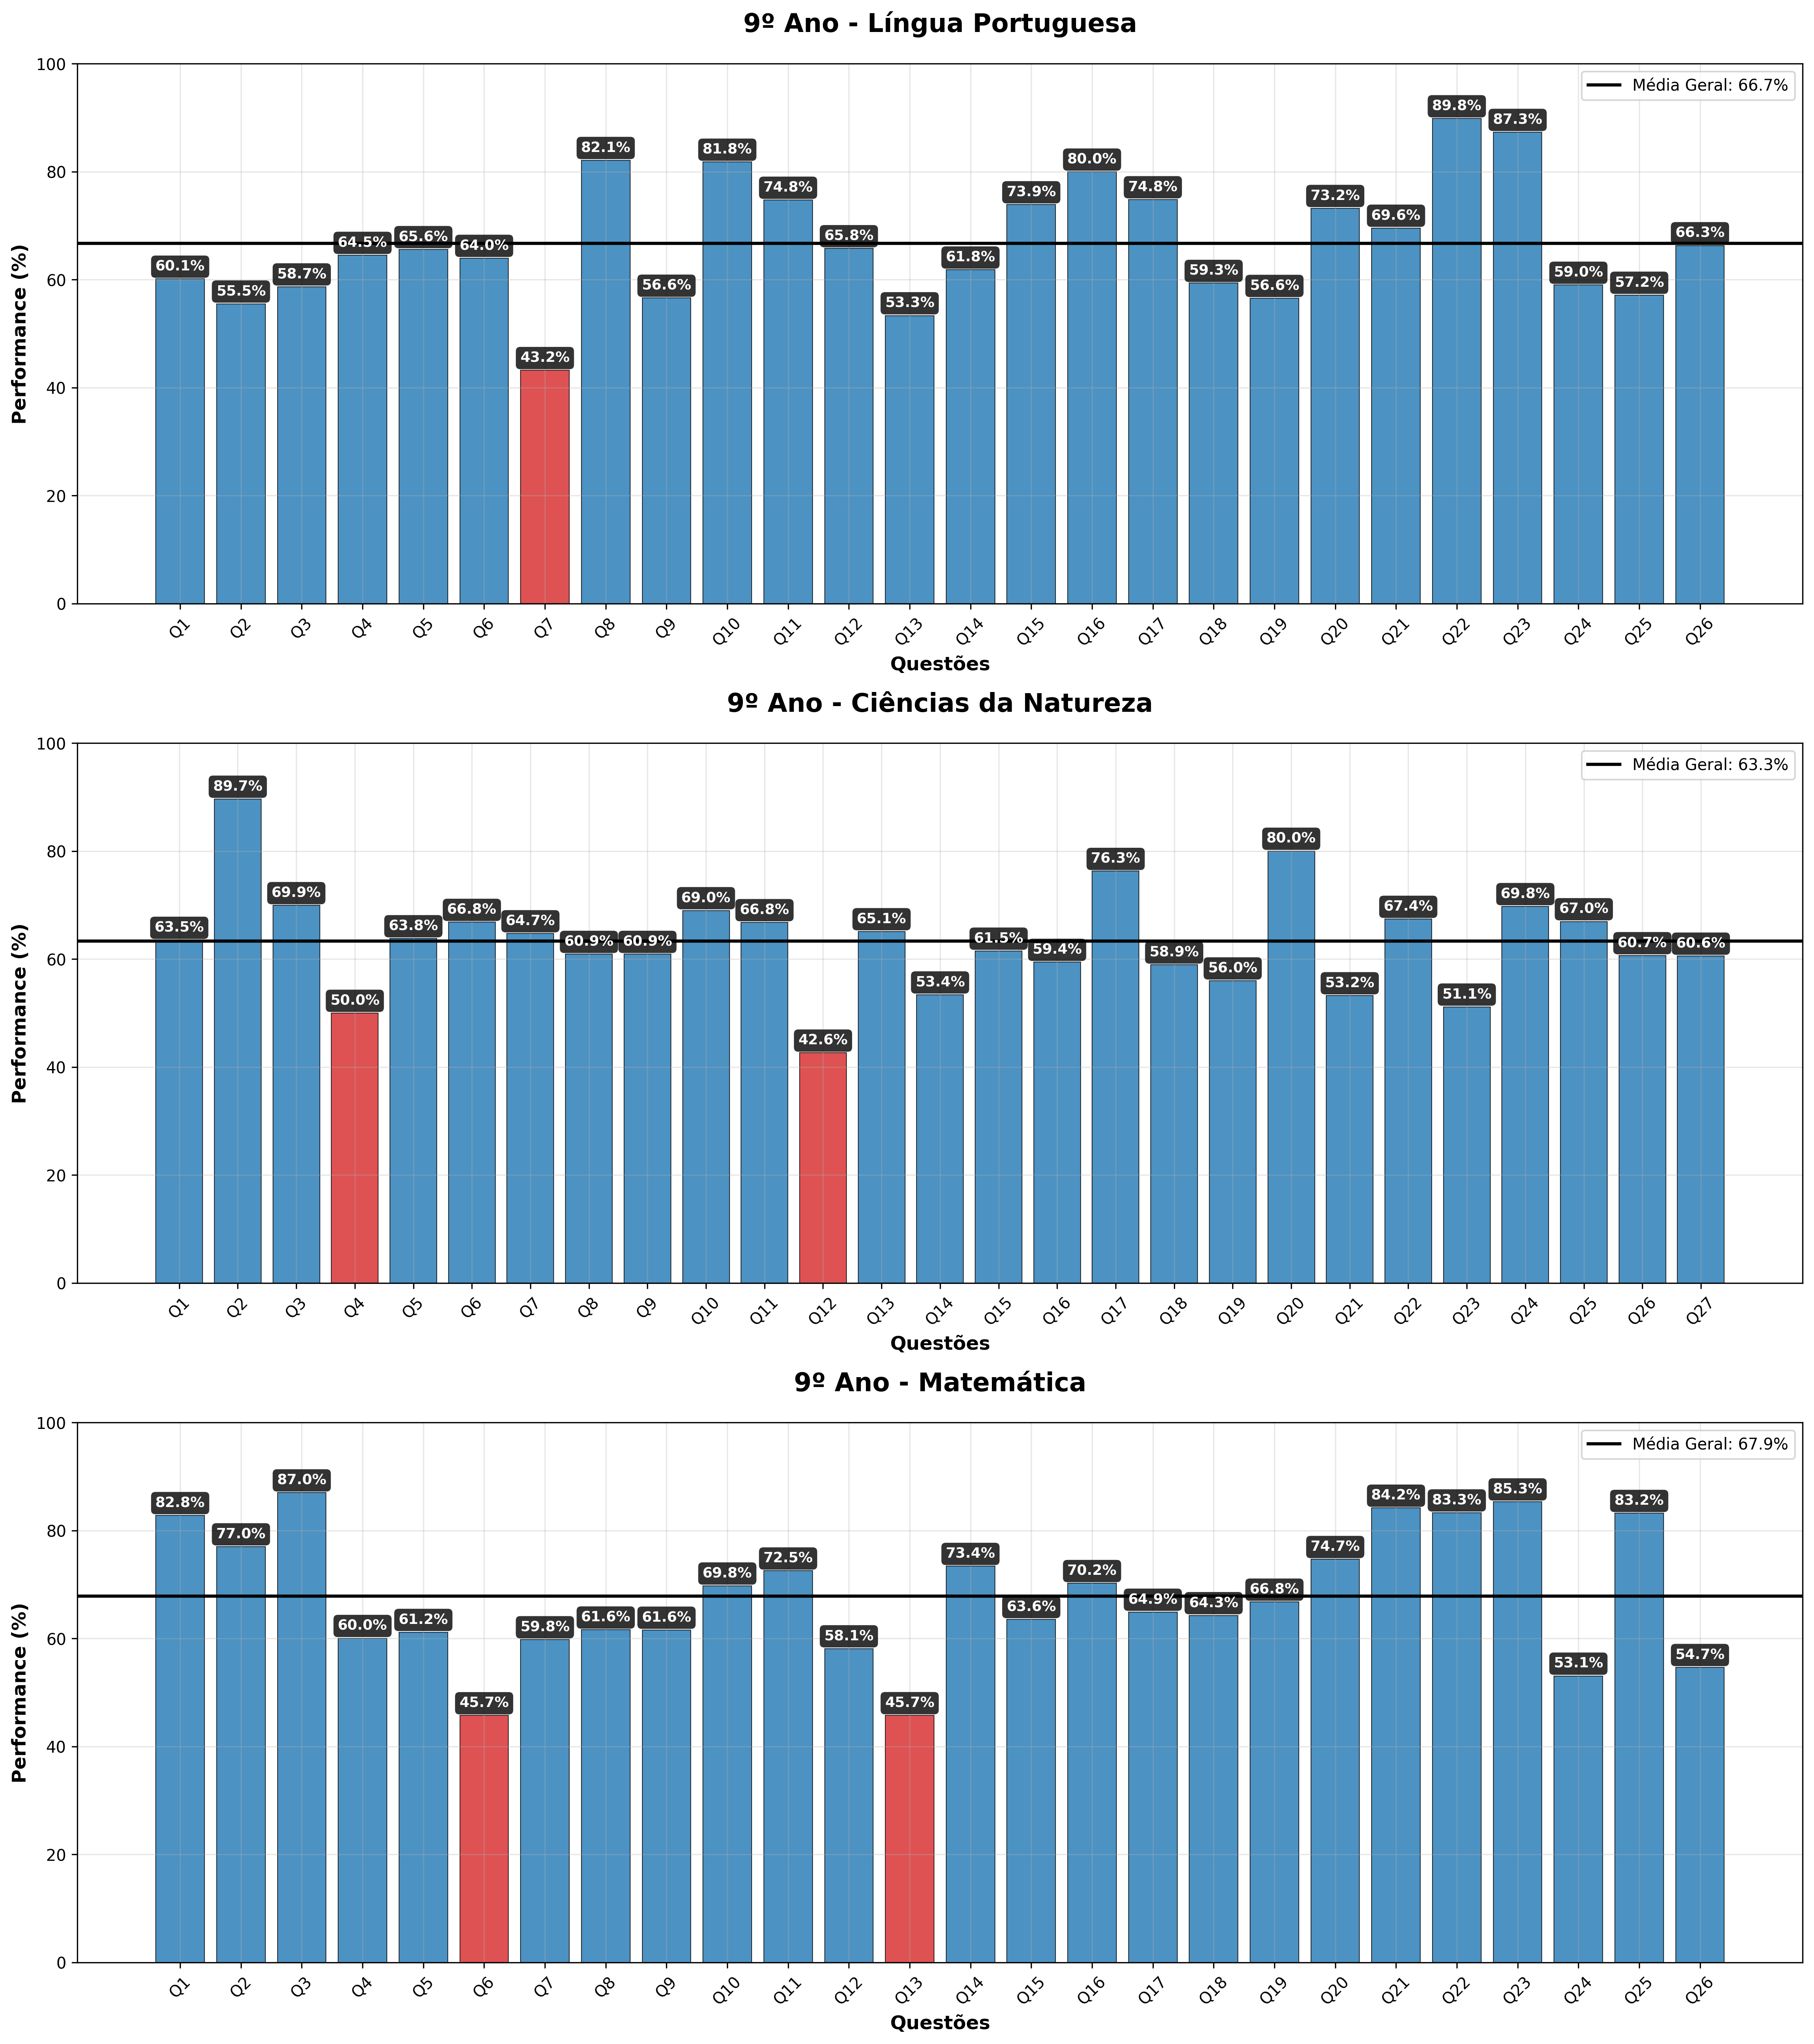 9º Ano - Língua Portuguesa
Performance (%)
100
80
60
40
20
0
Média Geral: 66.7%
60.1% 55.5% 58.7% 64.5% 65.6% 64.0% 43.2% 82.1% 56.6% 81.8% 74.8% 65.8% 53.3% 61.8% 73.9% 80.0% 74.8% 59.3% 56.6% 73.2% 69.6% 89.8% 87.3% 59.0% 57.2% 66.3%
Q1 Q2 Q3 Q4 Q5 Q6 Q7 Q8 Q9 Q10 Q11 Q12 Q13 Q14 Q15 Q16 Q17 Q18 Q19 Q20 Q21 Q22 Q23 Q24 Q25 Q26
Questões
9º Ano - Ciências da Natureza
Performance (%)
100
80
60
40
20
0
Média Geral: 63.3%
63.5% 89.7% 69.9% 50.0% 63.8% 66.8% 64.7% 60.9% 60.9% 69.0% 66.8% 42.6% 65.1% 53.4% 61.5% 59.4% 76.3% 58.9% 56.0% 80.0% 53.2% 67.4% 51.1% 69.8% 67.0% 60.7% 60.6%
Q1 Q2 Q3 Q4 Q5 Q6 Q7 Q8 Q9 Q10 Q11 Q12 Q13 Q14 Q15 Q16 Q17 Q18 Q19 Q20 Q21 Q22 Q23 Q24 Q25 Q26 Q27
Questões
9º Ano - Matemática
Performance (%)
100
80
60
40
20
0
Média Geral: 67.9%
82.8% 77.0% 87.0% 60.0% 61.2% 45.7% 59.8% 61.6% 61.6% 69.8% 72.5% 58.1% 45.7% 73.4% 63.6% 70.2% 64.9% 64.3% 66.8% 74.7% 84.2% 83.3% 85.3% 53.1% 83.2% 54.7%
Q1 Q2 Q3 Q4 Q5 Q6 Q7 Q8 Q9 Q10 Q11 Q12 Q13 Q14 Q15 Q16 Q17 Q18 Q19 Q20 Q21 Q22 Q23 Q24 Q25 Q26
Questões